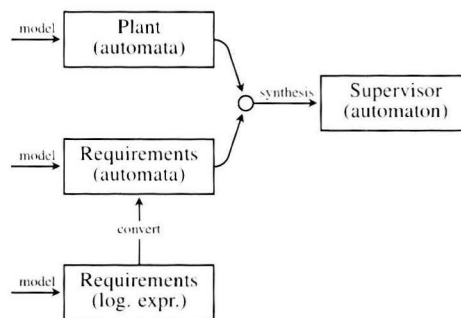 model
Plant
(automata)
synthesis
Supervisor
(automaton)
model
Requirements
(automata)
convert
model
Requirements
(log. expr.)